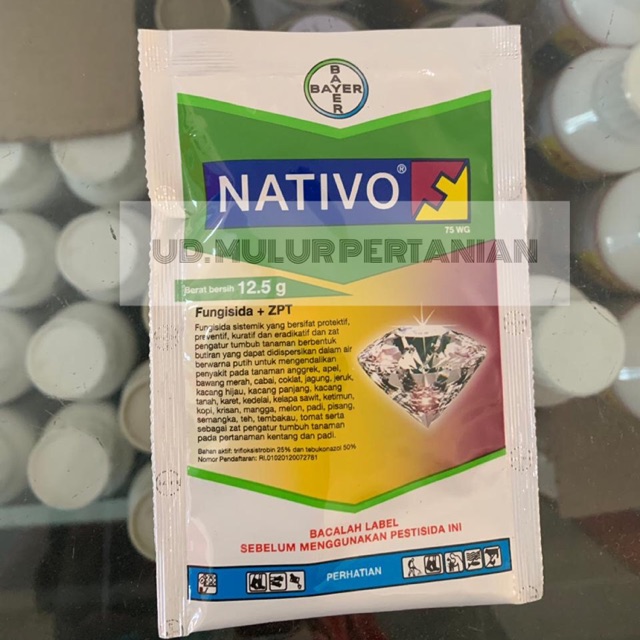 BAYER
BAYER
NATIVO®
75 WG
UD.MULUR PERTANIAN
Berat bersih 12.5 g
Fungisida + ZPT
Fungisida sistemik yang bersifat protektif,
preventif, kuratif dan eradikatif dan zat
pengatur tumbuh tanaman berbentuk
butiran yang dapat didispersikan dalam air
berwarna putih untuk mengendalikan
penyakit pada tanaman anggrek, apel,
bawang merah, cabai, coklat, jagung, jeruk,
kacang hijau, kacang panjang, kacang
tanah, karet, kedelai, kelapa sawit, ketimun,
kopi, krisan, mangga, melon, padi, pisang,
semangka, teh, tembakau, tomat serta
sebagai zat pengatur tumbuh tanaman
pada pertanaman kentang dan padi.
Bahan aktif: trifloksistrobin 25% dan tebukonazol 50%
Nomor Pendaftaran: RI.01020120072781
BACALAH LABEL
SEBELUM MENGGUNAKAN PESTISIDA INI
PERHATIAN